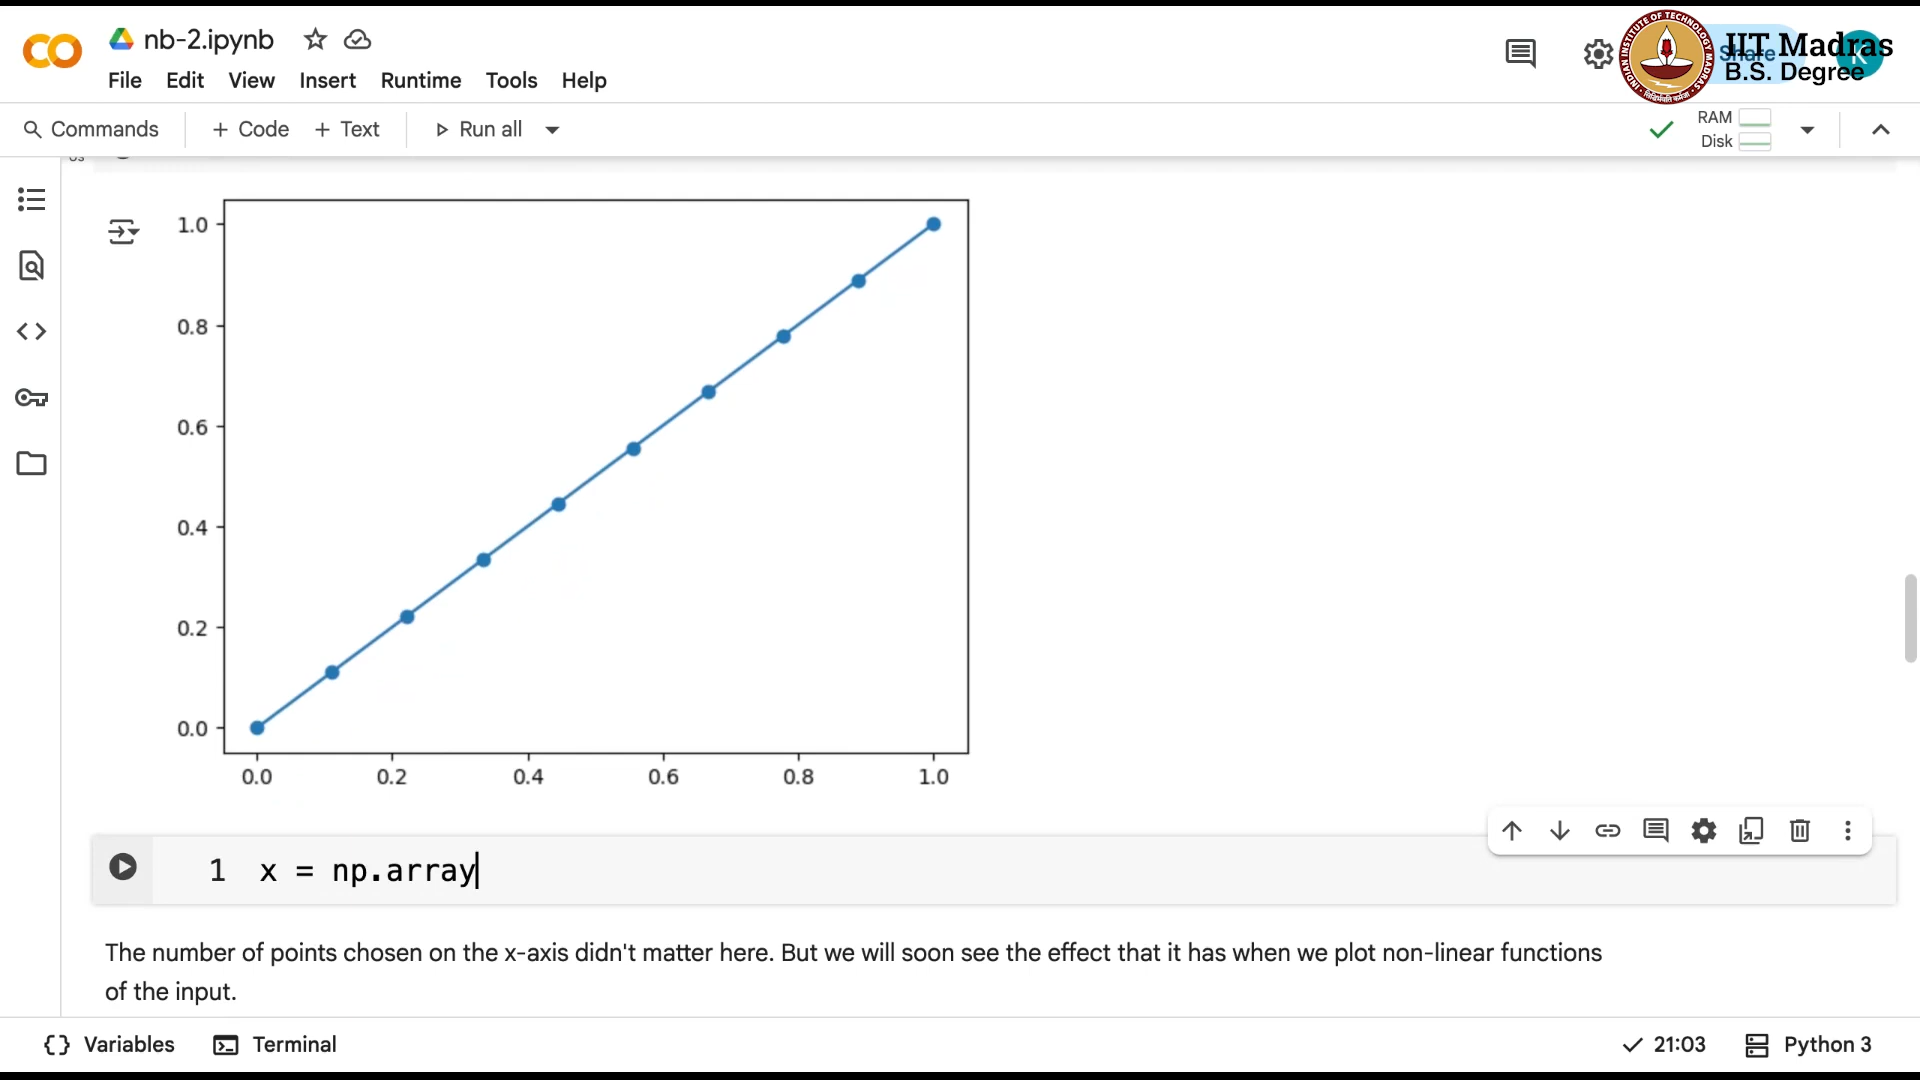 nb-2.ipynb
IIT Madras
B.S. Degree
Share
K
File Edit View Insert Runtime Tools Help
Commands + Code + Text Run all
RAM
Disk
1.0
0.8
0.6
0.4
0.2
0.0
0.0 0.2 0.4 0.6 0.8 1.0
1 x = np.array
The number of points chosen on the x-axis didn't matter here. But we will soon see the effect that it has when we plot non-linear functions
of the input.
Variables Terminal 21:03 Python 3